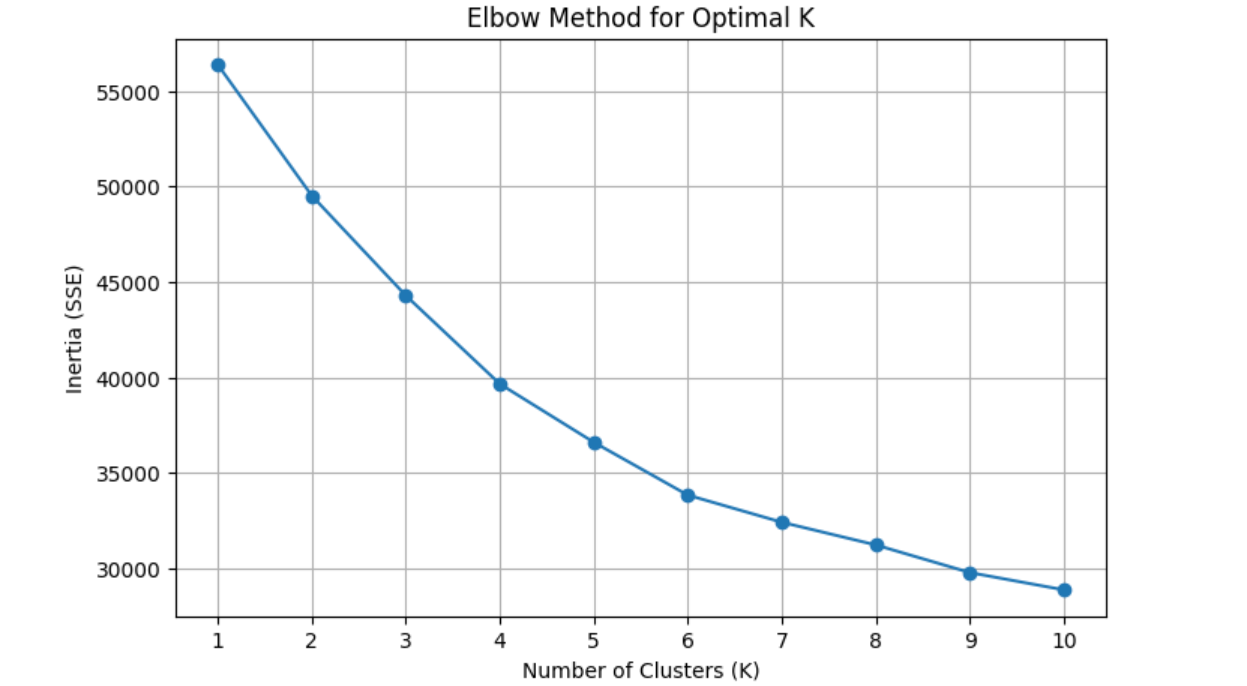 Elbow Method for Optimal K
55000
50000
45000
40000
35000
30000
Inertia (SSE)
1 2 3 4 5 6 7 8 9 10
Number of Clusters (K)